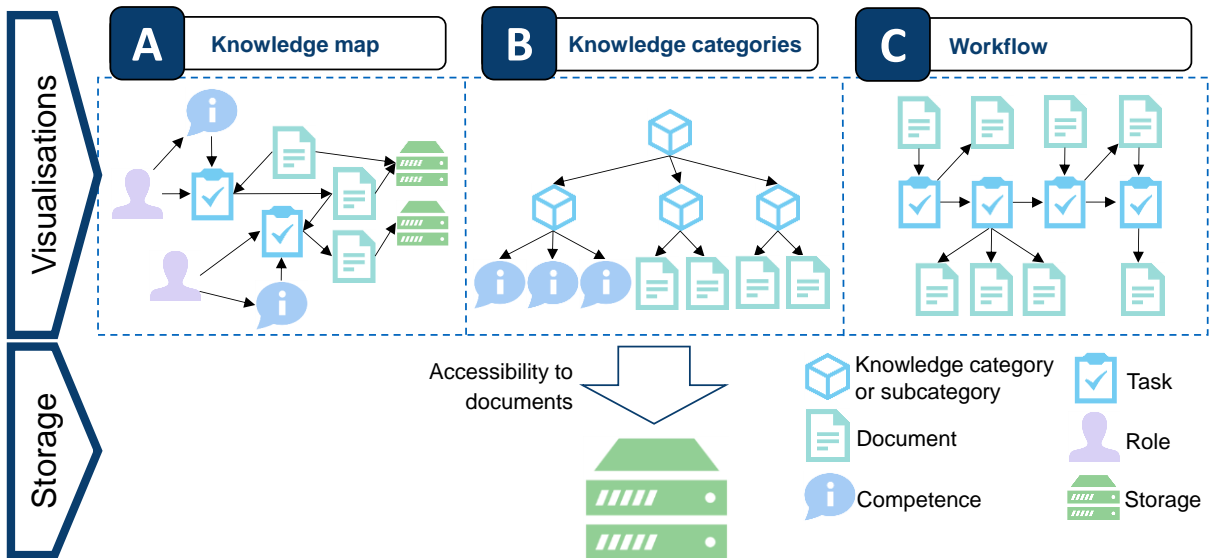 Visualisations
A
Knowledge map
B
Knowledge categories
C
Workflow
Storage
Accessibility to
documents
Knowledge category
or subcategory
Task
Document
Role
Competence
Storage